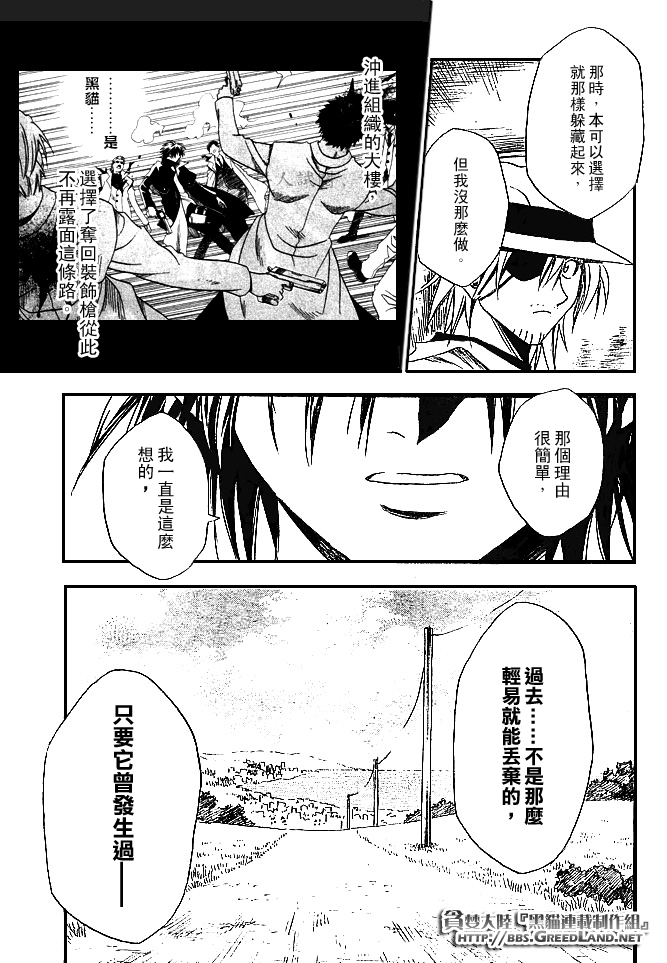 那時，本可以選擇
就那樣躲藏起來，
但我沒那麼做。
沖進組織的大樓，
…………是
黑貓……
選擇了奪回裝飾槍從此
不再露面這條路。
那個理由
很簡單，
我一直是這麼
想的，
過去……不是那麼
輕易就能丟棄的，
只要它曾發生過——
貪婪大陸『黑貓連載制作組』
HTTP://BBS.GREEDLAND.NET